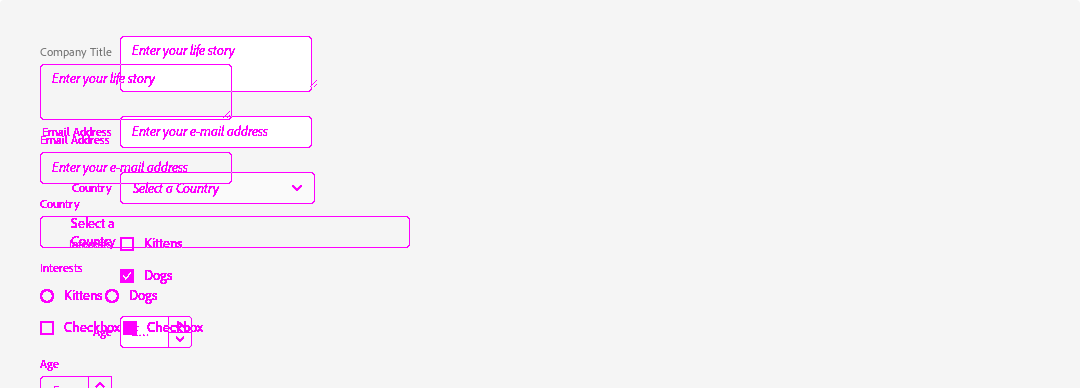 Company Title
Enter your life story
Enter your life story
Email Address
Enter your e-mail address
Email Address
Enter your e-mail address
Country
Select a Country
Country
Select a
Country
Kittens
Interests
Dogs
Kittens
Dogs
Checkbox
Checkbox
Age
Age